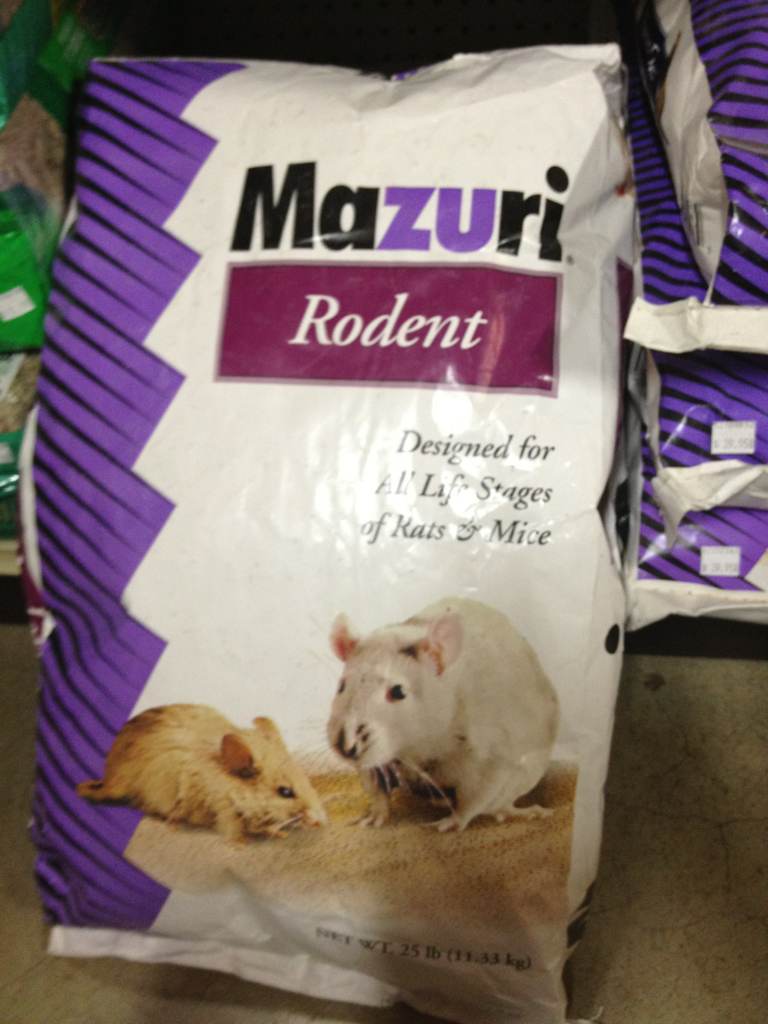 Mazuri
Rodent
Designed for
All Life Stages
of Rats & Mice
NET WT. 25 lb (11.33 kg)